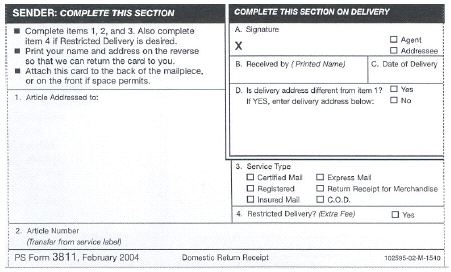 SENDER: COMPLETE THIS SECTION
■ Complete items 1, 2, and 3. Also complete
item 4 if Restricted Delivery is desired.
■ Print your name and address on the reverse
so that we can return the card to you.
■ Attach this card to the back of the mailpiece,
or on the front if space permits.
1. Article Addressed to:
2. Article Number
(Transfer from service label)
COMPLETE THIS SECTION ON DELIVERY
A. Signature
X
☐ Agent
☐ Addressee
B. Received by (Printed Name)
C. Date of Delivery
D. Is delivery address different from item 1? ☐ Yes
If YES, enter delivery address below: ☐ No
3. Service Type
☐ Certified Mail ☐ Express Mail
☐ Registered ☐ Return Receipt for Merchandise
☐ Insured Mail ☐ C.O.D.
4. Restricted Delivery? (Extra Fee) ☐ Yes
PS Form 3811, February 2004 Domestic Return Receipt 102595-02-M-1540